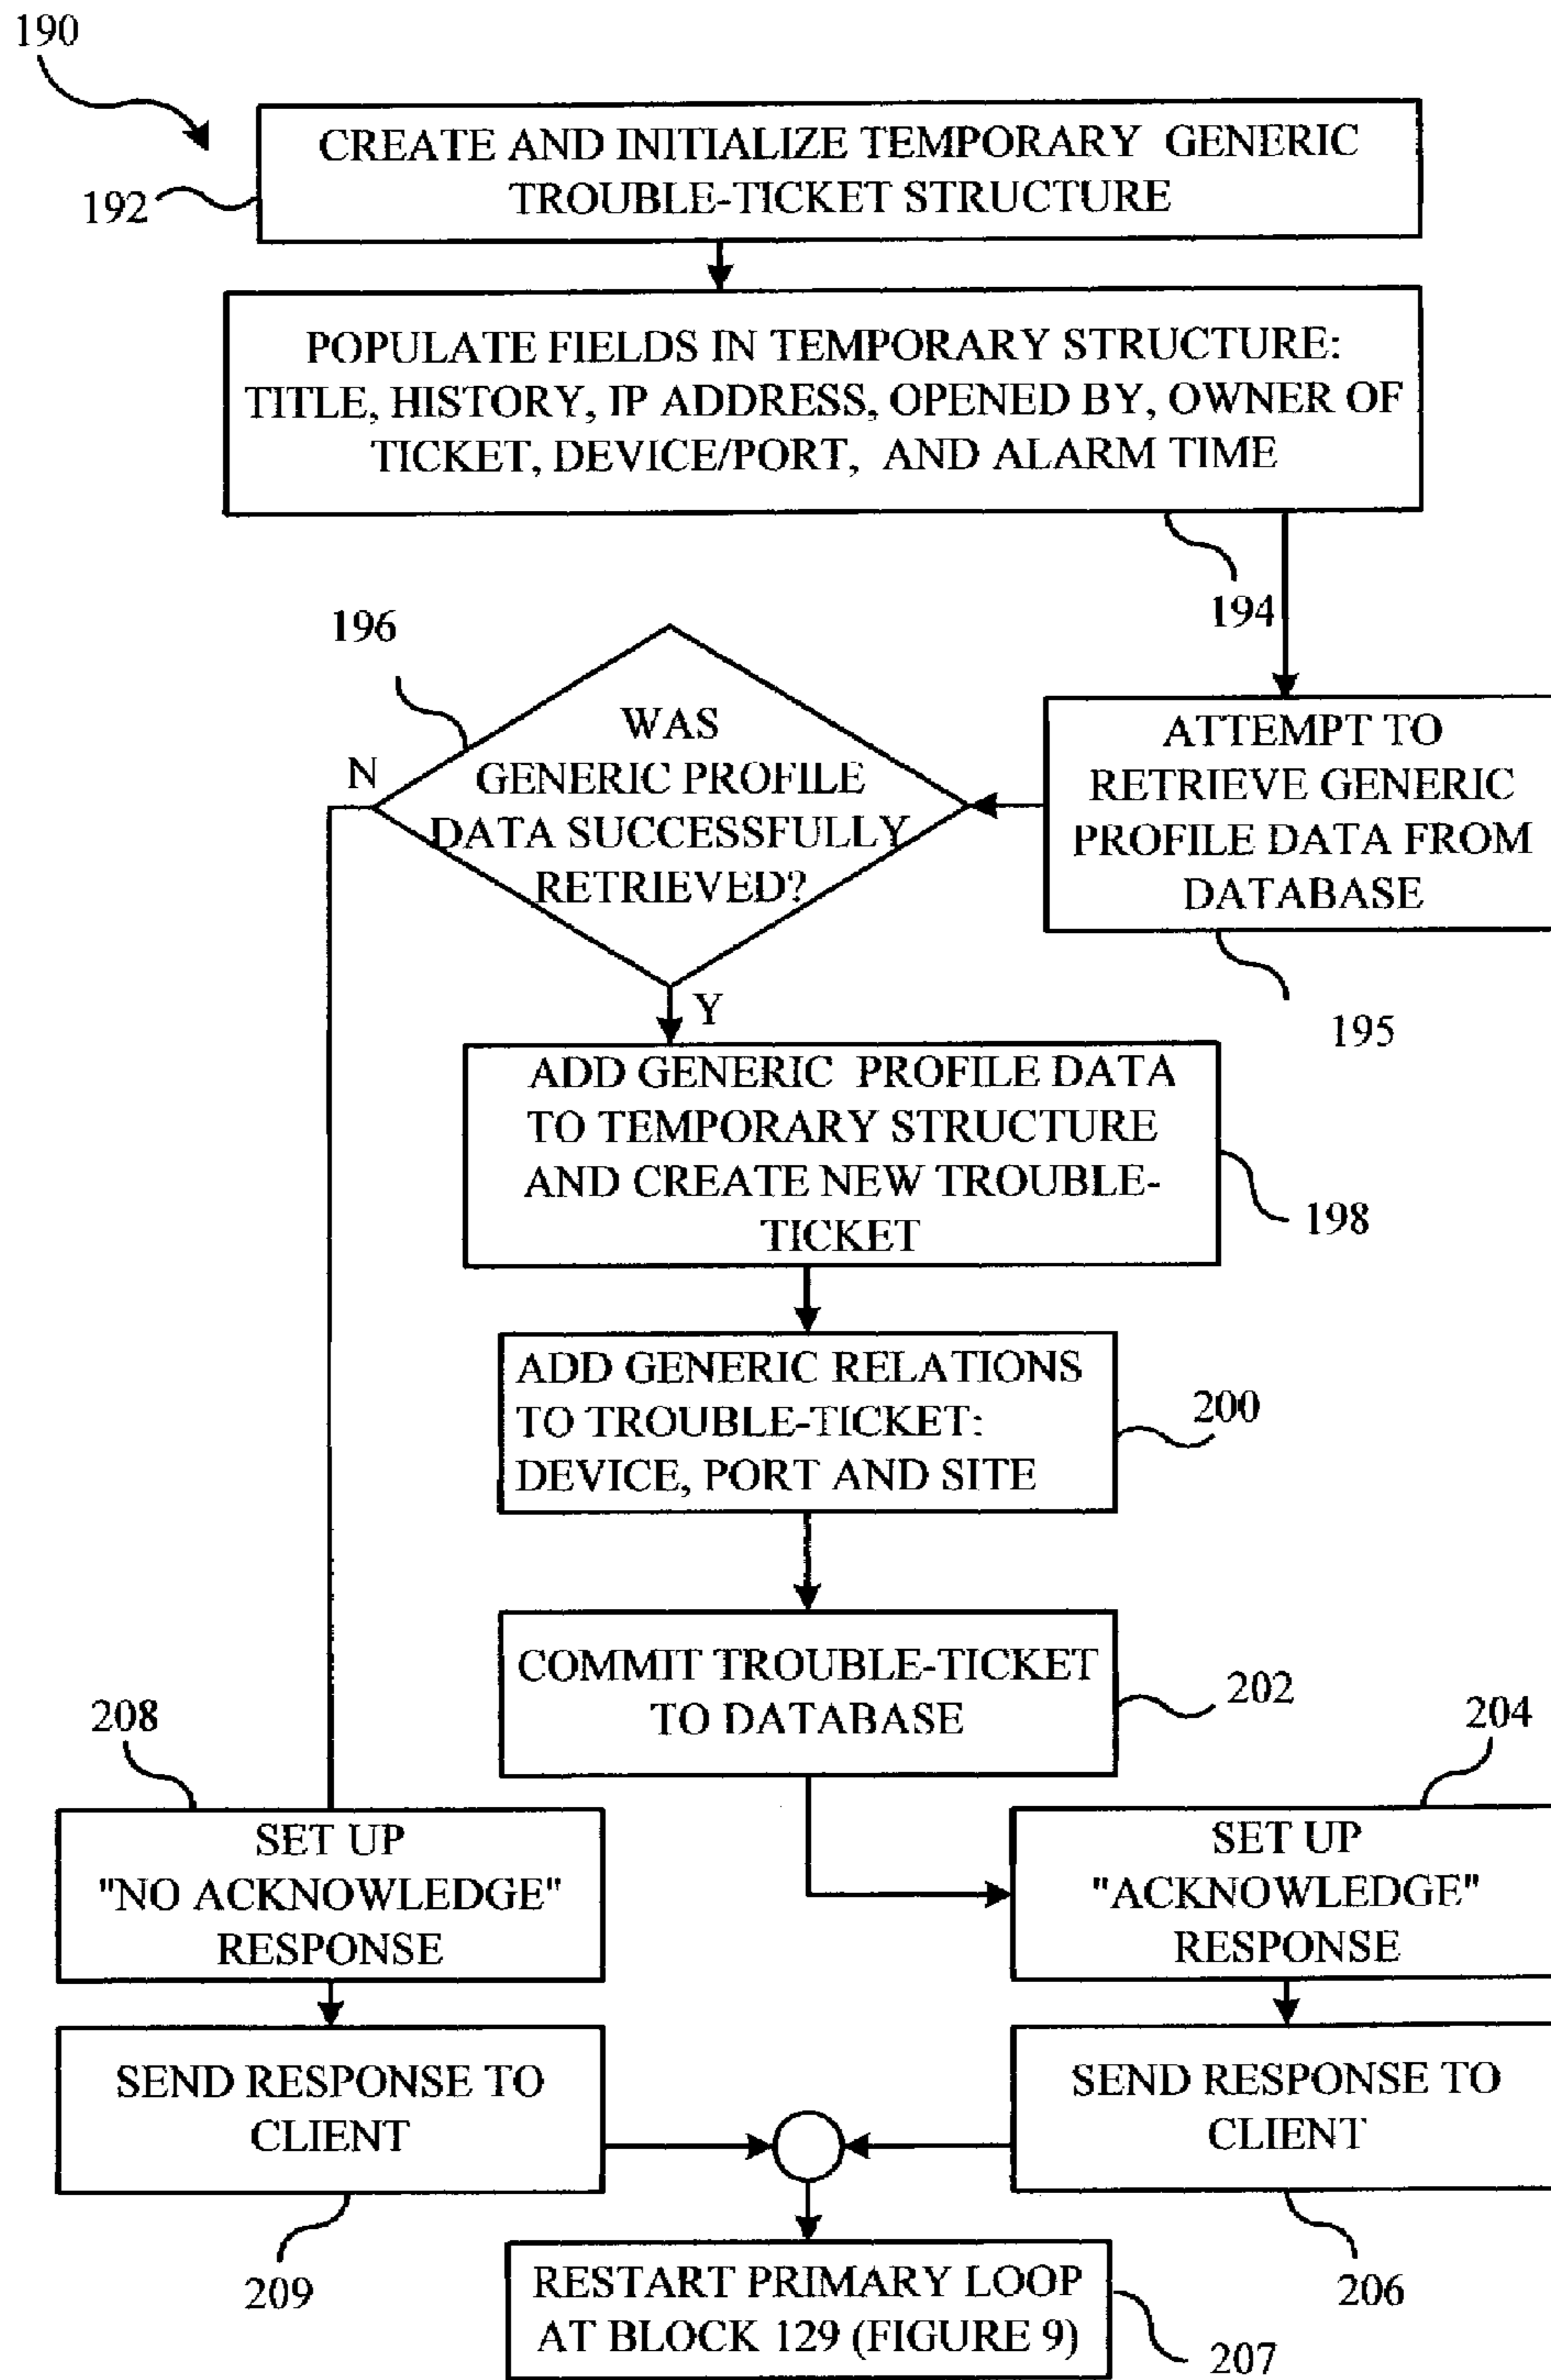 190
CREATE AND INITIALIZE TEMPORARY GENERIC
TROUBLE-TICKET STRUCTURE
192
POPULATE FIELDS IN TEMPORARY STRUCTURE:
TITLE, HISTORY, IP ADDRESS, OPENED BY, OWNER OF
TICKET, DEVICE/PORT, AND ALARM TIME
194
196
WAS
GENERIC PROFILE
DATA SUCCESSFULLY
RETRIEVED?
N
Y
ATTEMPT TO
RETRIEVE GENERIC
PROFILE DATA FROM
DATABASE
195
ADD GENERIC PROFILE DATA
TO TEMPORARY STRUCTURE
AND CREATE NEW TROUBLE-
TICKET
198
ADD GENERIC RELATIONS
TO TROUBLE-TICKET:
DEVICE, PORT AND SITE
200
COMMIT TROUBLE-TICKET
TO DATABASE
202
208
SET UP
"NO ACKNOWLEDGE"
RESPONSE
204
SET UP
"ACKNOWLEDGE"
RESPONSE
SEND RESPONSE TO
CLIENT
209
SEND RESPONSE TO
CLIENT
206
RESTART PRIMARY LOOP
AT BLOCK 129 (FIGURE 9)
207